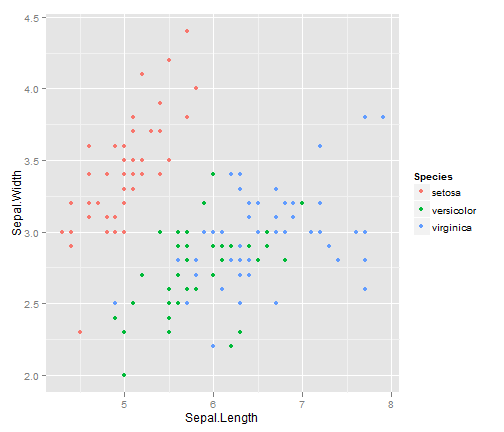 4.5
4.0
3.5
3.0
2.5
2.0
Sepal.Width
5
6
7
8
Sepal.Length
Species
setosa
versicolor
virginica